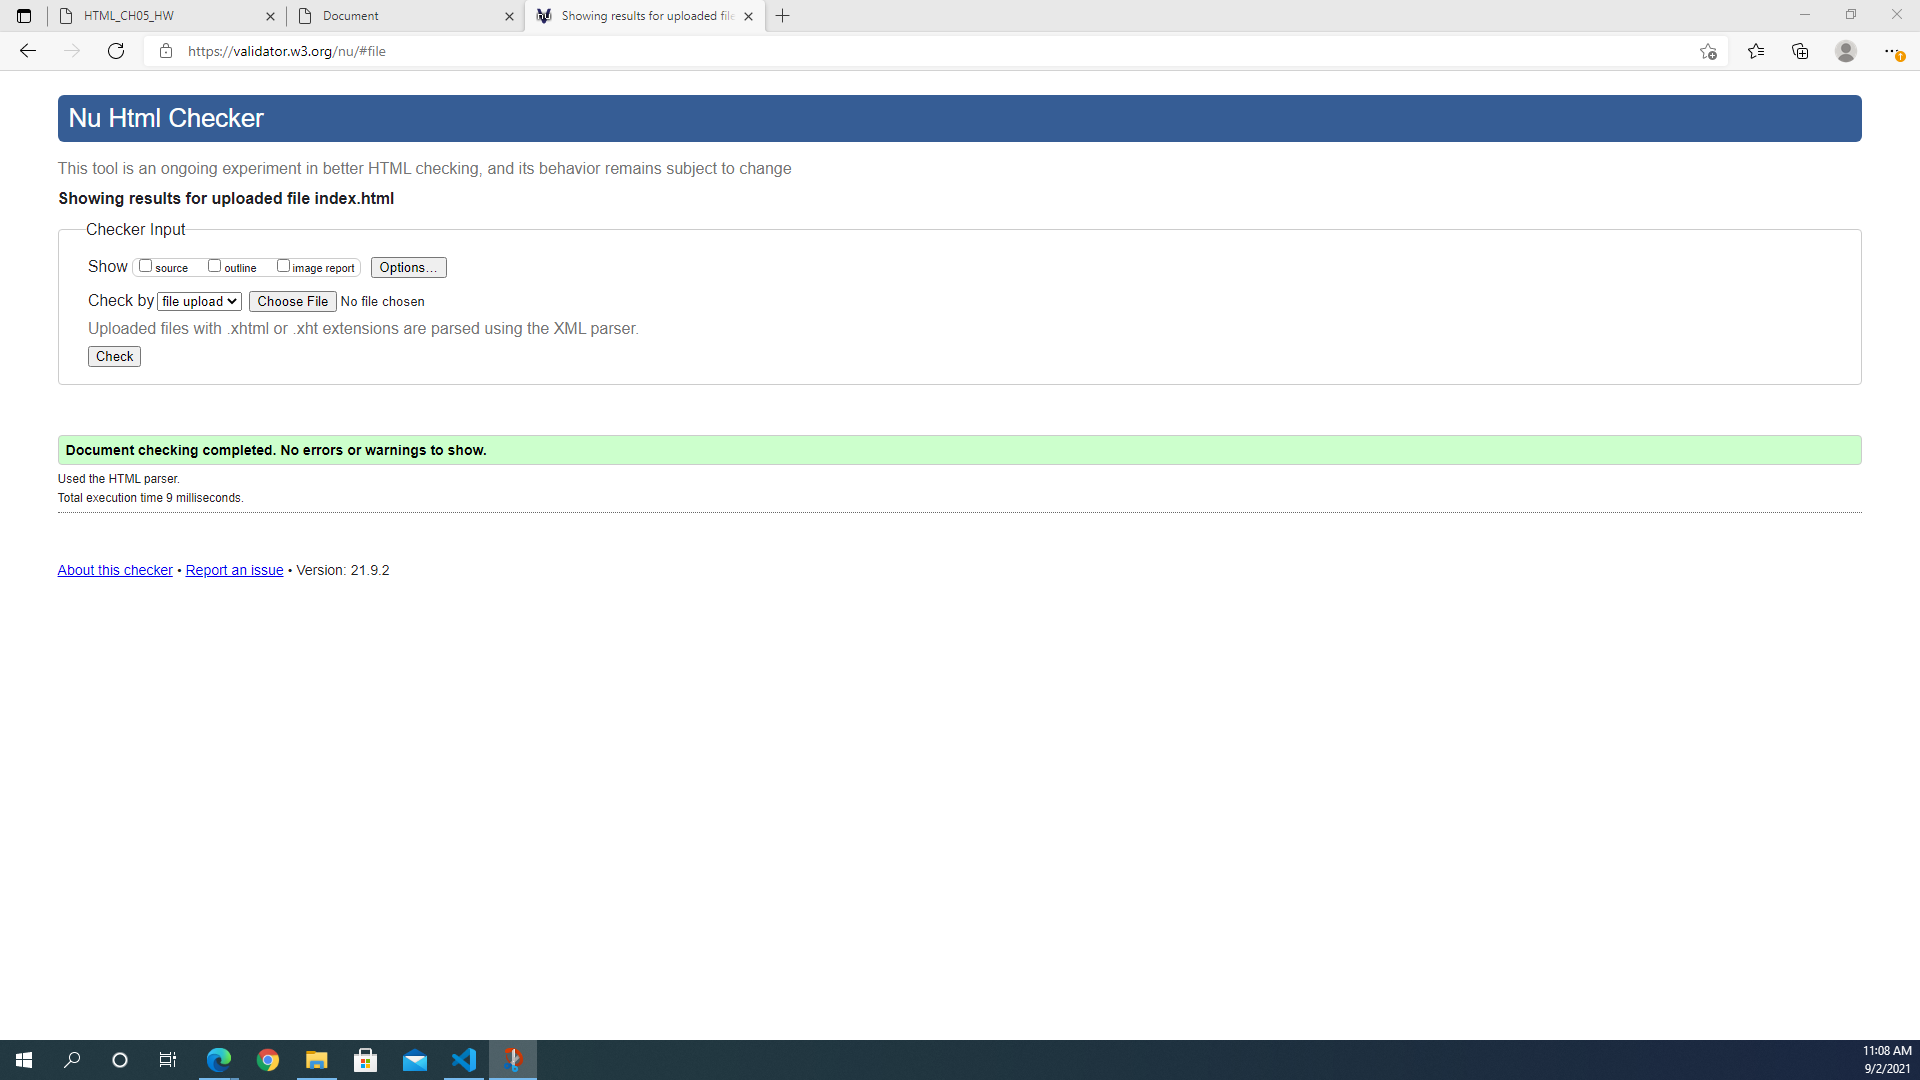 HTML_CH05_HW
Document
Showing results for uploaded file
https://validator.w3.org/nu/#file
Nu Html Checker
This tool is an ongoing experiment in better HTML checking, and its behavior remains subject to change
Showing results for uploaded file index.html
Checker Input
Show source outline image report Options...
Check by file upload Choose File No file chosen
Uploaded files with .xhtml or .xht extensions are parsed using the XML parser.
Check
Document checking completed. No errors or warnings to show.
Used the HTML parser.
Total execution time 9 milliseconds.
About this checker • Report an issue • Version: 21.9.2
11:08 AM
9/2/2021